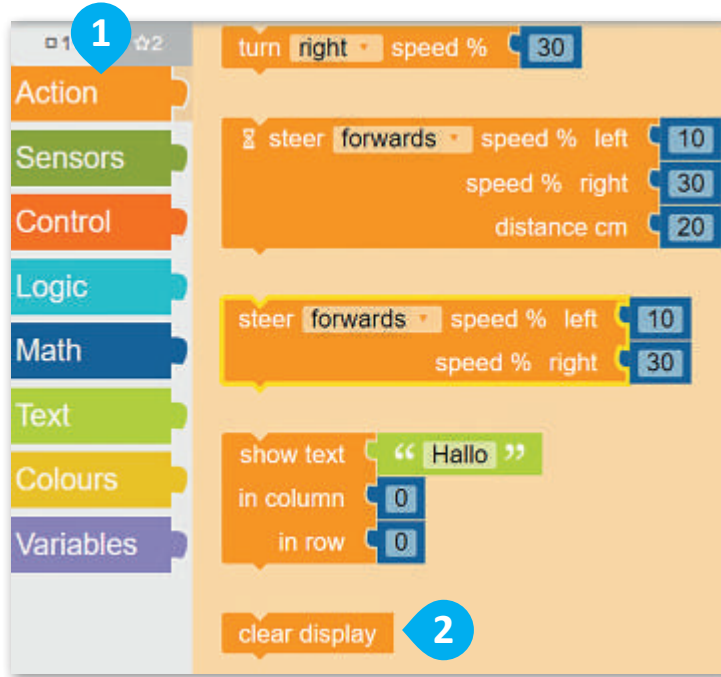 1
1 2
Action
Sensors
Control
Logic
Math
Text
Colours
Variables
turn right speed % 30
steer forwards speed % left 10
speed % right 30
distance cm 20
steer forwards speed % left 10
speed % right 30
show text “ Hallo ”
in column 0
in row 0
clear display 2